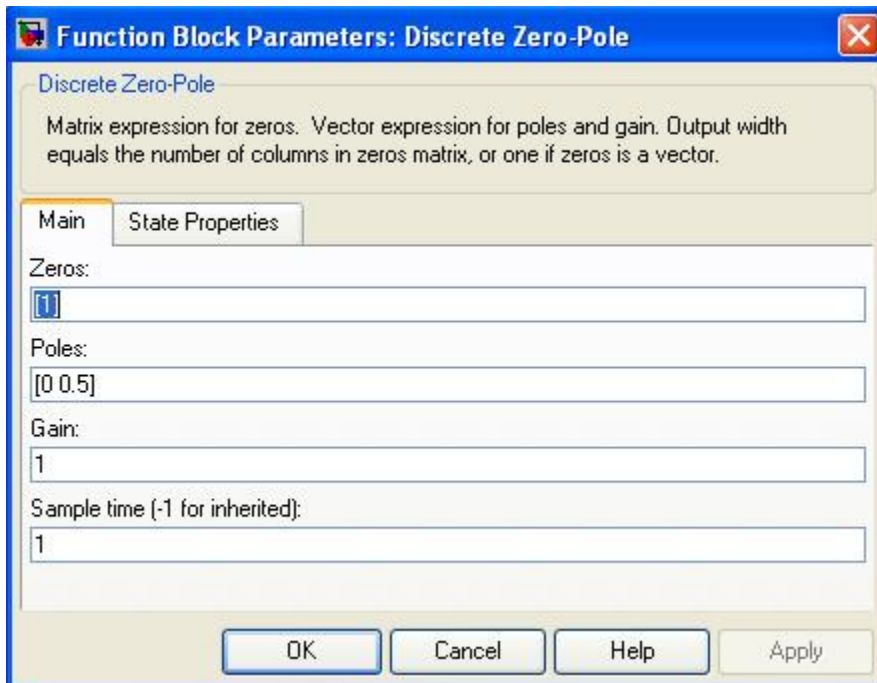 Function Block Parameters: Discrete Zero-Pole
Discrete Zero-Pole
Matrix expression for zeros. Vector expression for poles and gain. Output width
equals the number of columns in zeros matrix, or one if zeros is a vector.
Main
State Properties
Zeros:
[1]
Poles:
[0 0.5]
Gain:
1
Sample time (-1 for inherited):
1
OK
Cancel
Help
Apply